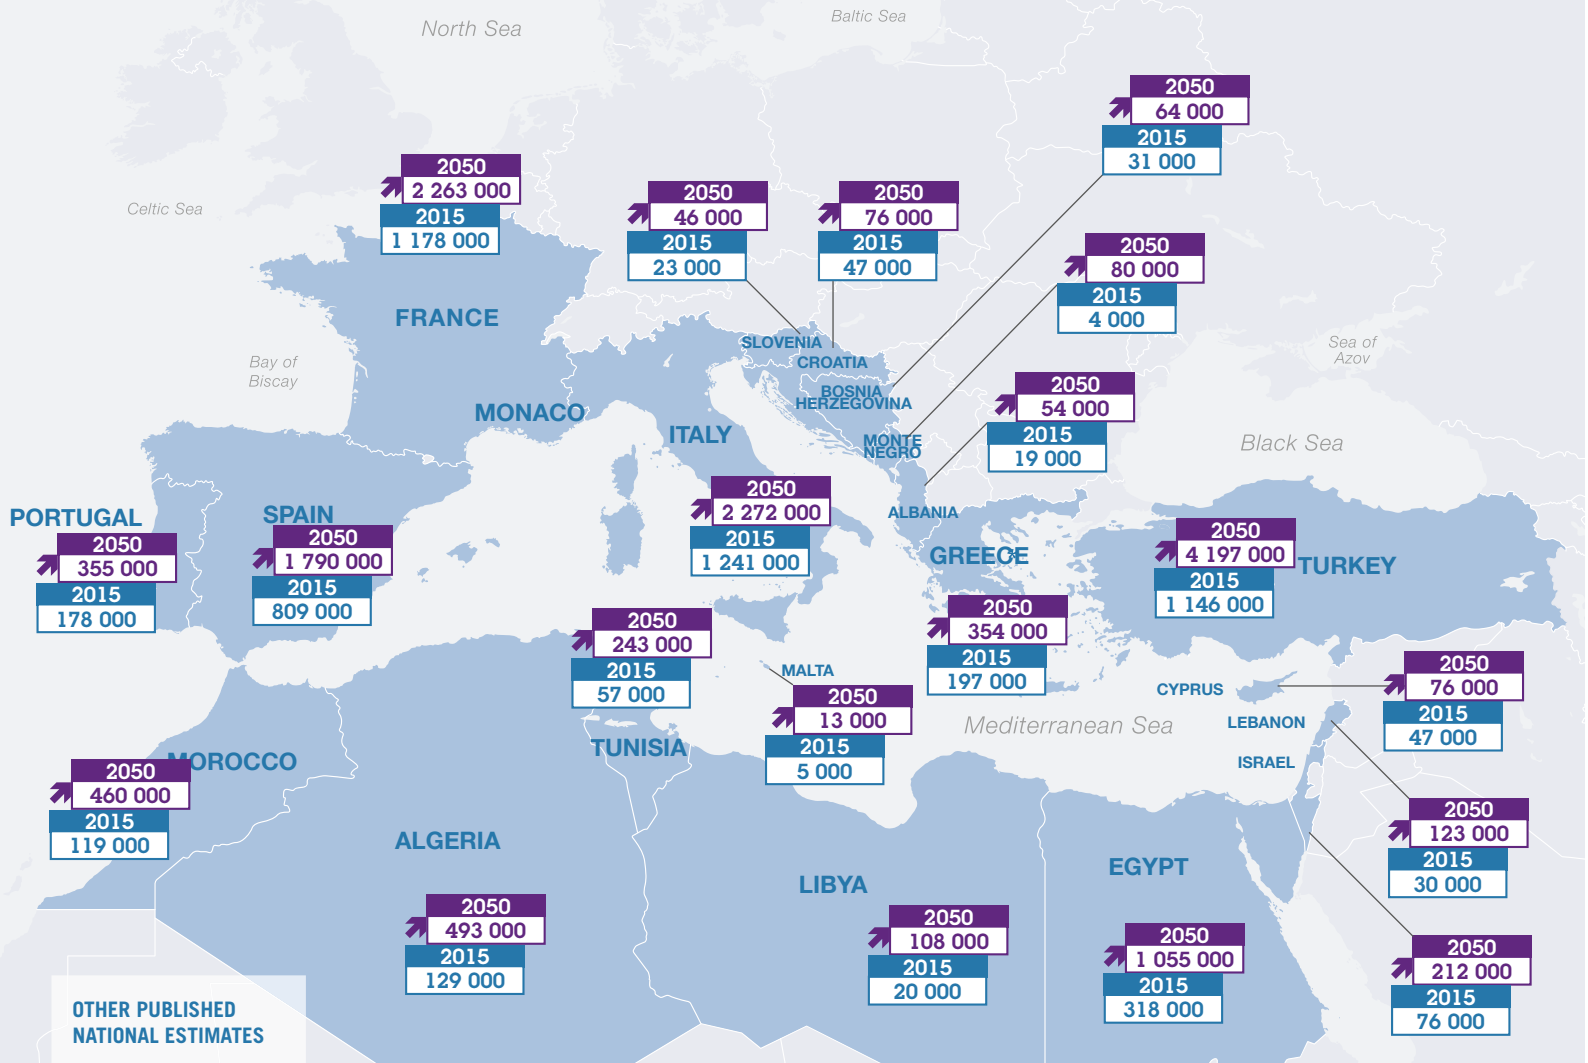 North Sea
Baltic Sea
2050
64 000
2015
31 000
2050
2 263 000
2015
1 178 000
Celtic Sea
2050
46 000
2015
23 000
2050
76 000
2015
47 000
2050
80 000
2015
4 000
FRANCE
SLOVENIA
CROATIA
BOSNIA
HERZEGOVINA
Sea of
Azov
Bay of
Biscay
MONACO
ITALY
MONTE
NEGRO
2050
54 000
2015
19 000
Black Sea
PORTUGAL
2050
355 000
2015
178 000
SPAIN
2050
1 790 000
2015
809 000
2050
2 272 000
2015
1 241 000
ALBANIA
GREECE
2050
354 000
2015
197 000
2050
4 197 000
2015
1 146 000
TURKEY
2050
243 000
2015
57 000
TUNISIA
MALTA
2050
13 000
2015
5 000
Mediterranean Sea
CYPRUS
2050
76 000
2015
47 000
LEBANON
ISRAEL
MOROCCO
2050
460 000
2015
119 000
ALGERIA
2050
493 000
2015
129 000
LIBYA
2050
108 000
2015
20 000
EGYPT
2050
1 055 000
2015
318 000
2050
123 000
2015
30 000
2050
212 000
2015
76 000
OTHER PUBLISHED
NATIONAL ESTIMATES